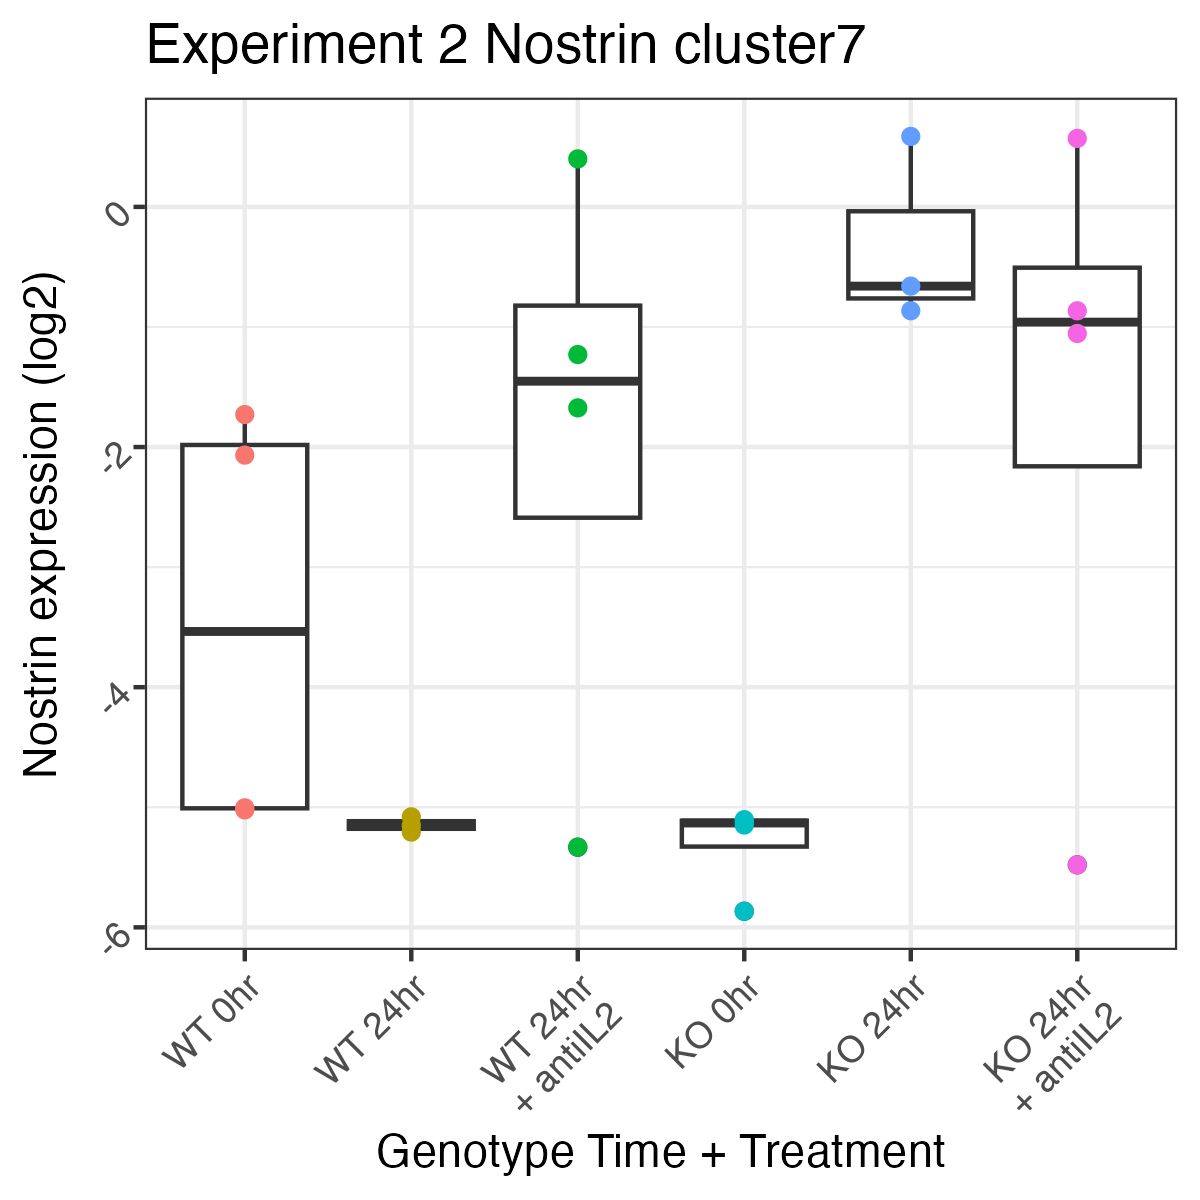 Experiment 2 Nostrin cluster7
Nostrin expression (log2)
0
-2
-4
-6
WT 0hr
WT 24hr
WT 24hr
+ antiIL2
KO 0hr
KO 24hr
KO 24hr
+ antiIL2
Genotype Time + Treatment